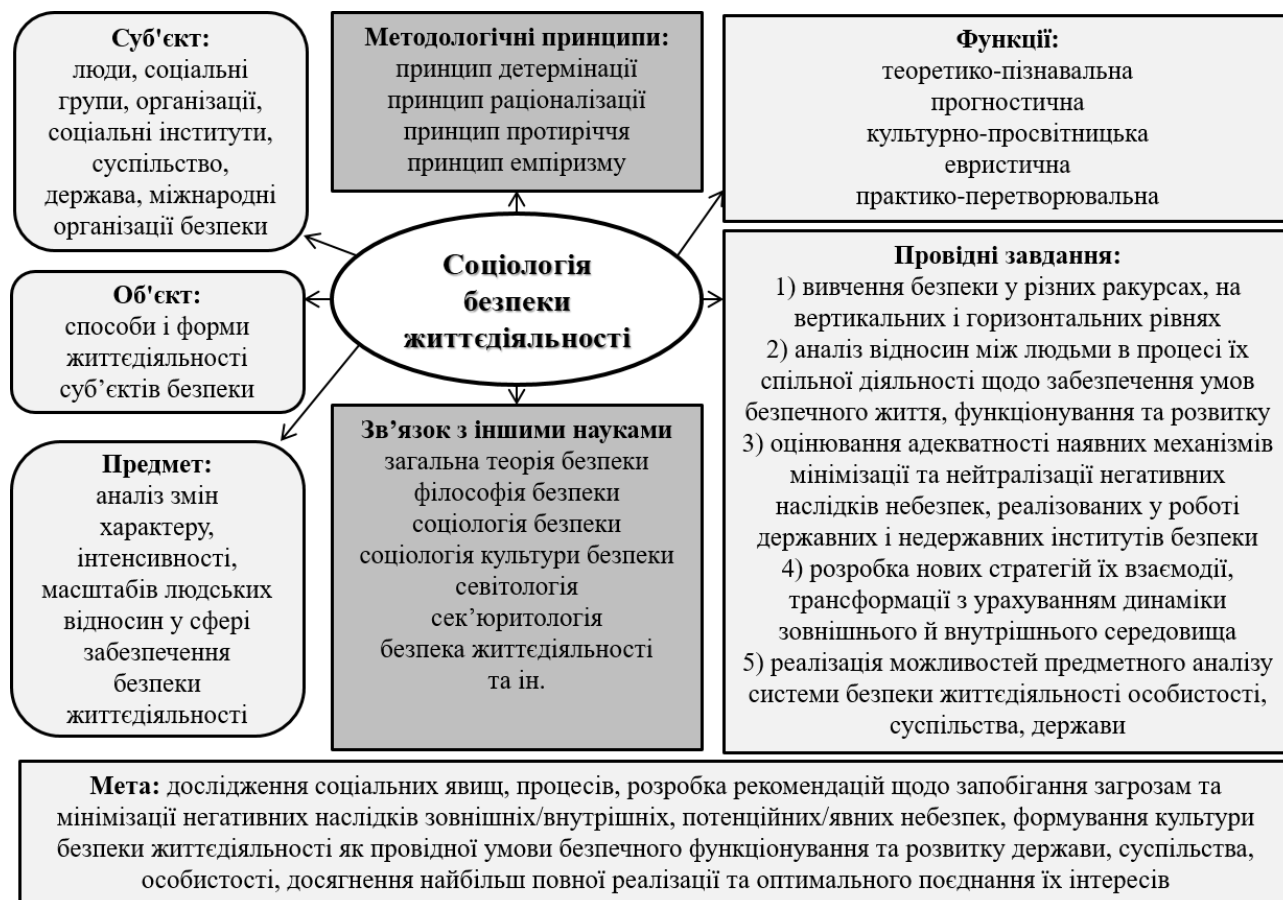 Суб'єкт:
люди, соціальні
групи, організації,
соціальні інститути,
суспільство,
держава, міжнародні
організації безпеки
Методологічні принципи:
принцип детермінації
принцип раціоналізації
принцип протиріччя
принцип емпіризму
Функції:
теоретико-пізнавальна
прогностична
культурно-просвітницька
евристична
практико-перетворювальна
Соціологія
безпеки
життєдіяльності
Об'єкт:
способи і форми
життєдіяльності
суб’єктів безпеки
Предмет:
аналіз змін
характеру,
інтенсивності,
масштабів людських
відносин у сфері
забезпечення
безпеки
життєдіяльності
Зв’язок з іншими науками
загальна теорія безпеки
філософія безпеки
соціологія безпеки
соціологія культури безпеки
севітологія
сек’юритологія
безпека життєдіяльності
та ін.
Провідні завдання:
1) вивчення безпеки у різних ракурсах, на
вертикальних і горизонтальних рівнях
2) аналіз відносин між людьми в процесі їх
спільної діяльності щодо забезпечення умов
безпечного життя, функціонування та розвитку
3) оцінювання адекватності наявних механізмів
мінімізації та нейтралізації негативних
наслідків небезпек, реалізованих у роботі
державних і недержавних інститутів безпеки
4) розробка нових стратегій їх взаємодії,
трансформації з урахуванням динаміки
зовнішнього й внутрішнього середовища
5) реалізація можливостей предметного аналізу
системи безпеки життєдіяльності особистості,
суспільства, держави
Мета: дослідження соціальних явищ, процесів, розробка рекомендацій щодо запобігання загрозам та
мінімізації негативних наслідків зовнішніх/внутрішніх, потенційних/явних небезпек, формування культури
безпеки життєдіяльності як провідної умови безпечного функціонування та розвитку держави, суспільства,
особистості, досягнення найбільш повної реалізації та оптимального поєднання їх інтересів